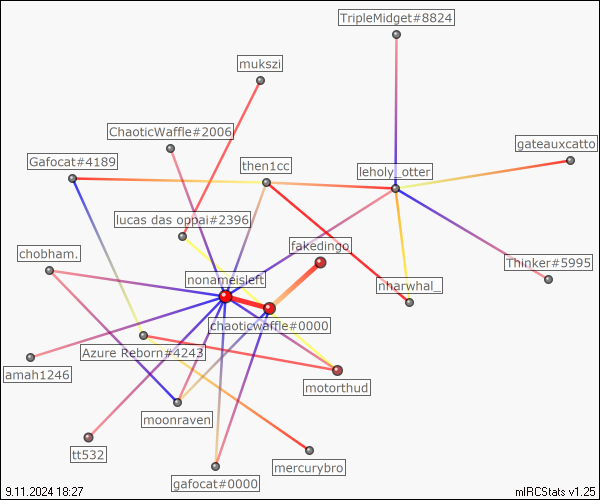 TripleMidget#8824
mukszi
ChaoticWaffle#2006
gateauxcatto
Gafocat#4189
then1cc
leholy_otter
lucas das oppai#2396
fakedingo
chobham.
nonameisleft
Thinker#5995
nharwhal_
chaoticwaffle#0000
Azure Reborn#4243
amah1246
motorthud
moonraven
tt532
mercurybro
gafocat#0000
9.11.2024 18:27
mIRCStats v1.25